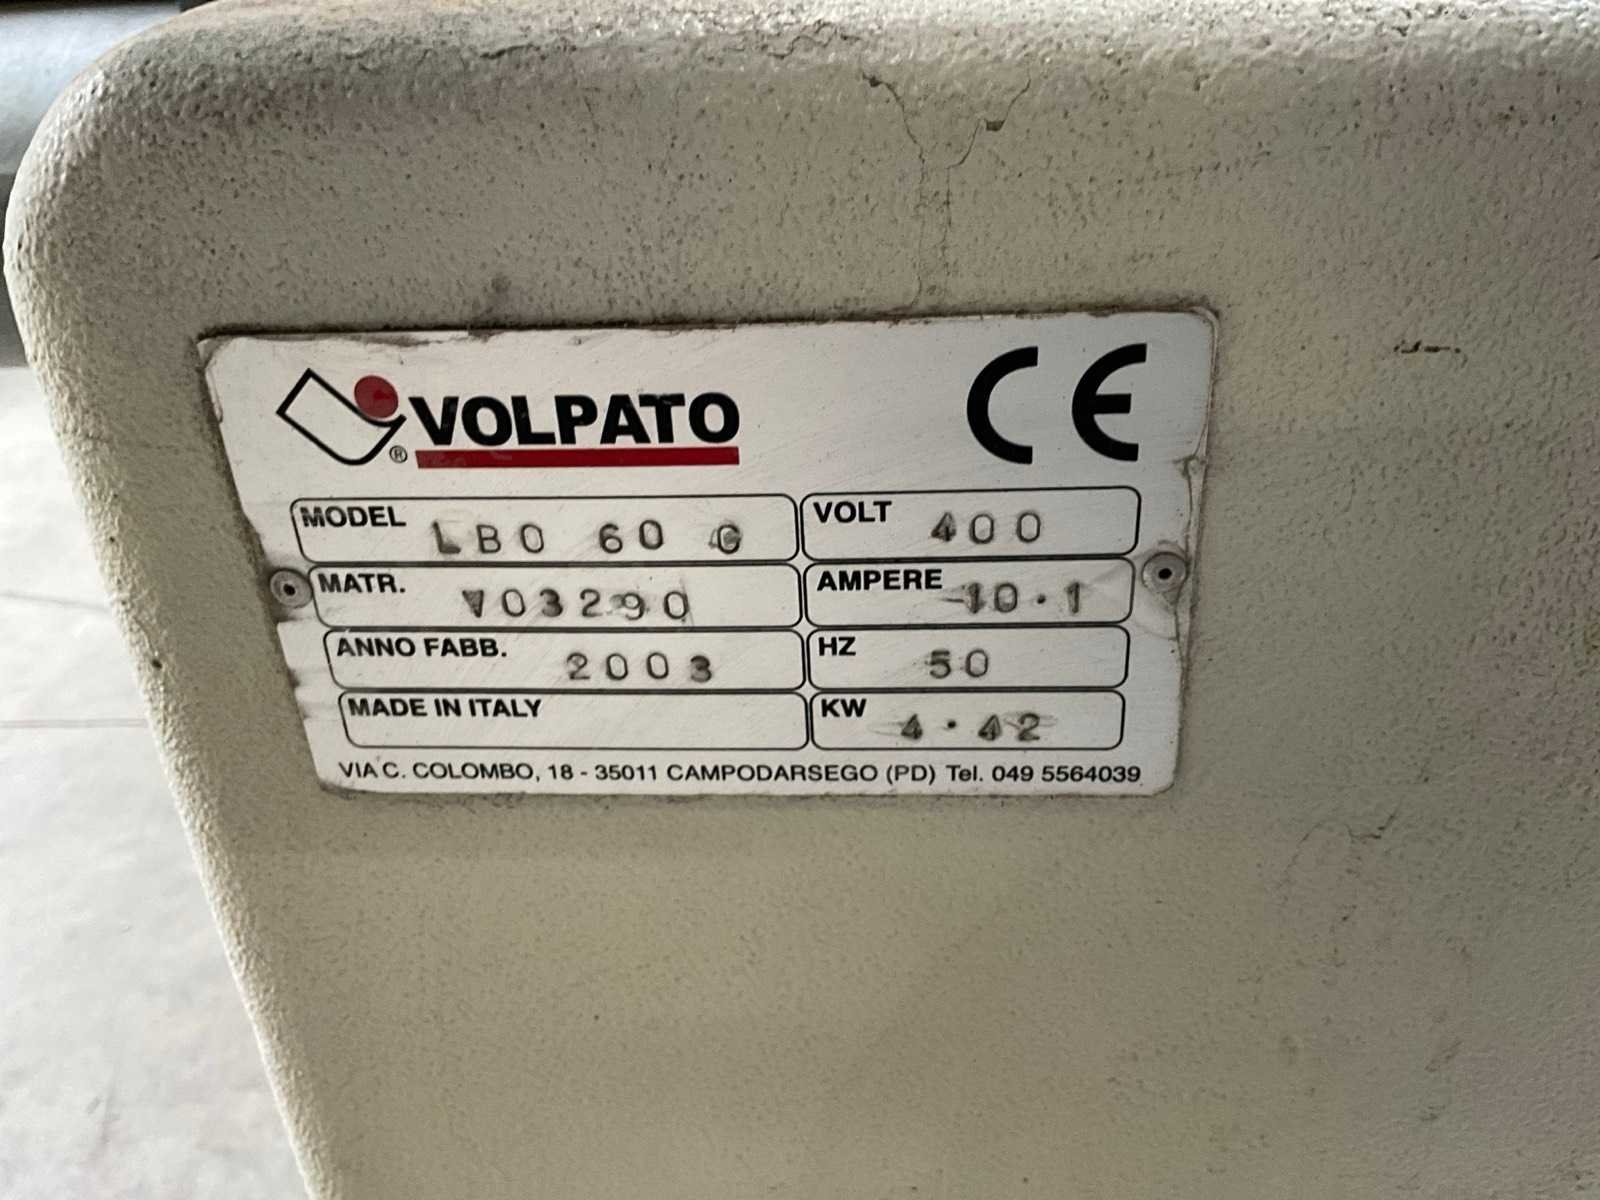 VOLPATO CE
®
MODEL LBO 60 C VOLT 400
MATR. V03290 AMPERE 10·1
ANNO FABB. 2003 HZ 50
MADE IN ITALY KW 4·42
VIA C. COLOMBO, 18 - 35011 CAMPODARSEGO (PD) Tel. 049 5564039